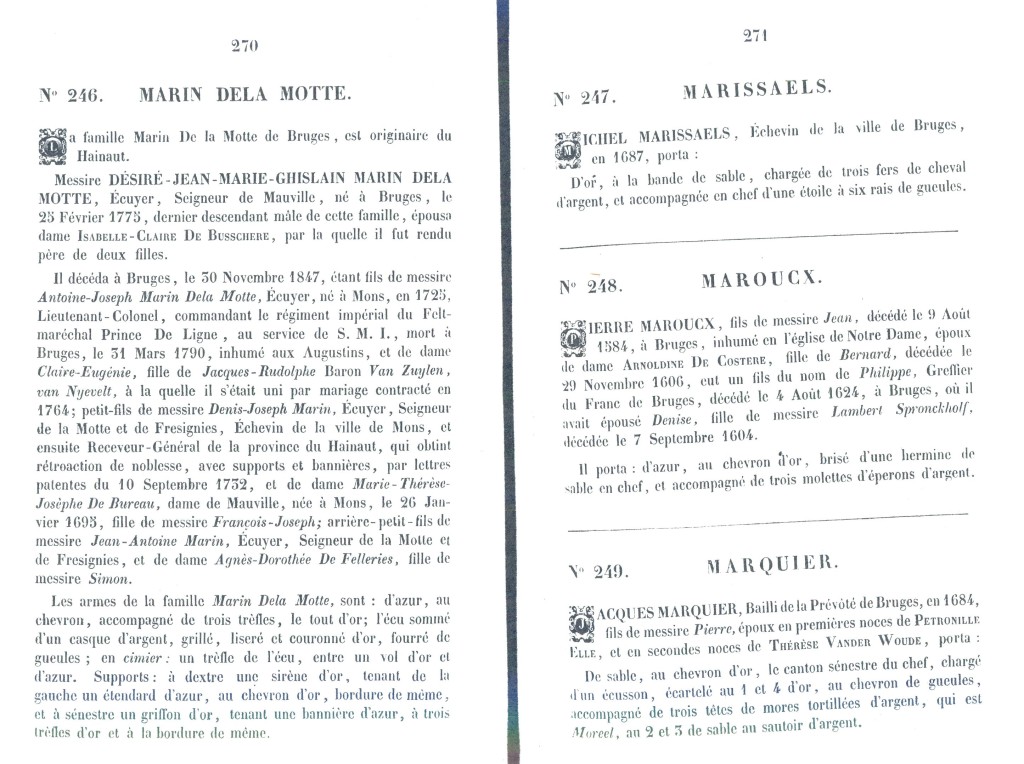 270
Nº 246. MARIN DELA MOTTE.
La famille Marin De la Motte de Bruges, est originaire du
Hainaut.
Messire DÉSIRÉ-JEAN-MARIE-GHISLAIN MARIN DELA
MOTTE, Écuyer, Seigneur de Mauville, né à Bruges, le
25 Février 1775, dernier descendant mâle de cette famille, épousa
dame ISABELLE-CLAIRE DE BUSSCHERE, par la quelle il fut rendu
père de deux filles.
Il décéda à Bruges, le 30 Novembre 1847, étant fils de messire
Antoine-Joseph Marin Dela Motte, Écuyer, né à Mons, en 1725,
Lieutenant-Colonel, commandant le régiment impérial du Felt-
maréchal Prince De Ligne, au service de S. M. I., mort à
Bruges, le 31 Mars 1790, inhumé aux Augustins, et de dame
Claire-Eugénie, fille de Jacques-Rudolphe Baron Van Zuylen,
van Nyevelt, à la quelle il s'était uni par mariage contracté en
1764; petit-fils de messire Denis-Joseph Marin, Écuyer, Seigneur
de la Motte et de Fresignies, Échevin de la ville de Mons, et
ensuite Receveur-Général de la province du Hainaut, qui obtint
rétroaction de noblesse, avec supports et bannières, par lettres
patentes du 10 Septembre 1732, et de dame Marie-Thérèse-
Josèphe De Bureau, dame de Mauville, née à Mons, le 26 Jan-
vier 1695, fille de messire François-Joseph; arrière-petit-fils de
messire Jean-Antoine Marin, Écuyer, Seigneur de la Motte et
de Fresignies, et de dame Agnès-Dorothée De Felleries, fille de
messire Simon.
Les armes de la famille Marin Dela Motte, sont : d'azur, au
chevron, accompagné de trois trèfles, le tout d'or; l'écu sommé
d'un casque d'argent, grillé, liseré et couronné d'or, fourré de
gueules; en cimier : un trèfle de l'écu, entre un vol d'or et
d'azur. Supports : à dextre une sirène d'or, tenant de la
gauche un étendard d'azur, au chevron d'or, bordure de même,
et à sénestre un griffon d'or, tenant une bannière d'azur, à trois
trèfles d'or et à la bordure de même.
271
Nº 247. MARISSAELS.
MICHEL MARISSAELS, Échevin de la ville de Bruges,
en 1687, porta :
D'or, à la bande de sable, chargée de trois fers de cheval
d'argent, et accompagnée en chef d'une étoile à six rais de gueules.
Nº 248. MAROUCX.
PIERRE MAROUCX, fils de messire Jean, décédé le 9 Août
1584, à Bruges, inhumé en l'église de Notre Dame, époux
de dame ARNOLDINE DE COSTERE, fille de Bernard, décédée le
29 Novembre 1606, eut un fils du nom de Philippe, Greffier
du Franc de Bruges, décédé le 4 Août 1624, à Bruges, où il
avait épousé Denise, fille de messire Lambert Spronckholf,
décédée le 7 Septembre 1604.
Il porta : d'azur, au chevron d'or, brisé d'une hermine de
sable en chef, et accompagné de trois molettes d'éperons d'argent.
Nº 249. MARQUIER.
JACQUES MARQUIER, Bailli de la Prévôté de Bruges, en 1684,
fils de messire Pierre, époux en premières noces de PETRONILLE
ELLE, et en secondes noces de THÉRÈSE VANDER WOUDE, porta :
De sable, au chevron d'or, le canton sénestre du chef, chargé
d'un écusson, écartelé au 1 et 4 d'or, au chevron de gueules,
accompagné de trois têtes de mores tortillées d'argent, qui est
Moreel, au 2 et 3 de sable au sautoir d'argent.